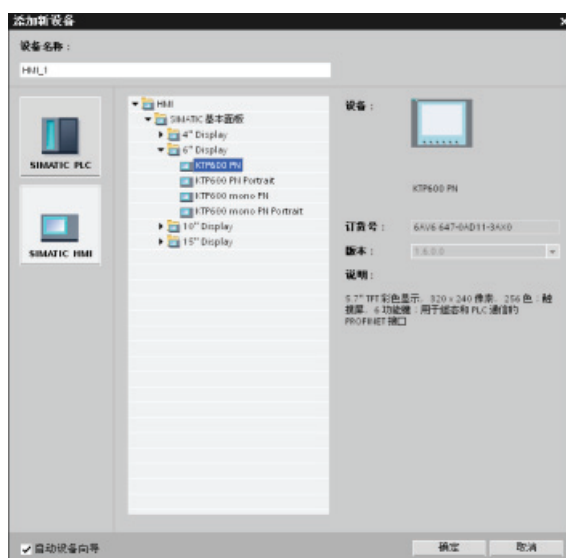 添加新设备
x
设备名称：
HMI_1
SIMATIC PLC
SIMATIC HMI
HMI
SIMATIC 基本面板
4" Display
6" Display
KTP600 PN
KTP600 PN Portrait
KTP600 mono PN
KTP600 mono PN Portrait
10" Display
15" Display
设备：
KTP600 PN
订货号：
6AV6 647-0AD11-3AX0
版本：
1.6.0.0
说明：
5.7" TFT 彩色显示，320 x 240 像素，256 色；触
摸屏，6 功能键；用于组态和 PLC 通信的
PROFINET 接口
自动设备向导
确定
取消